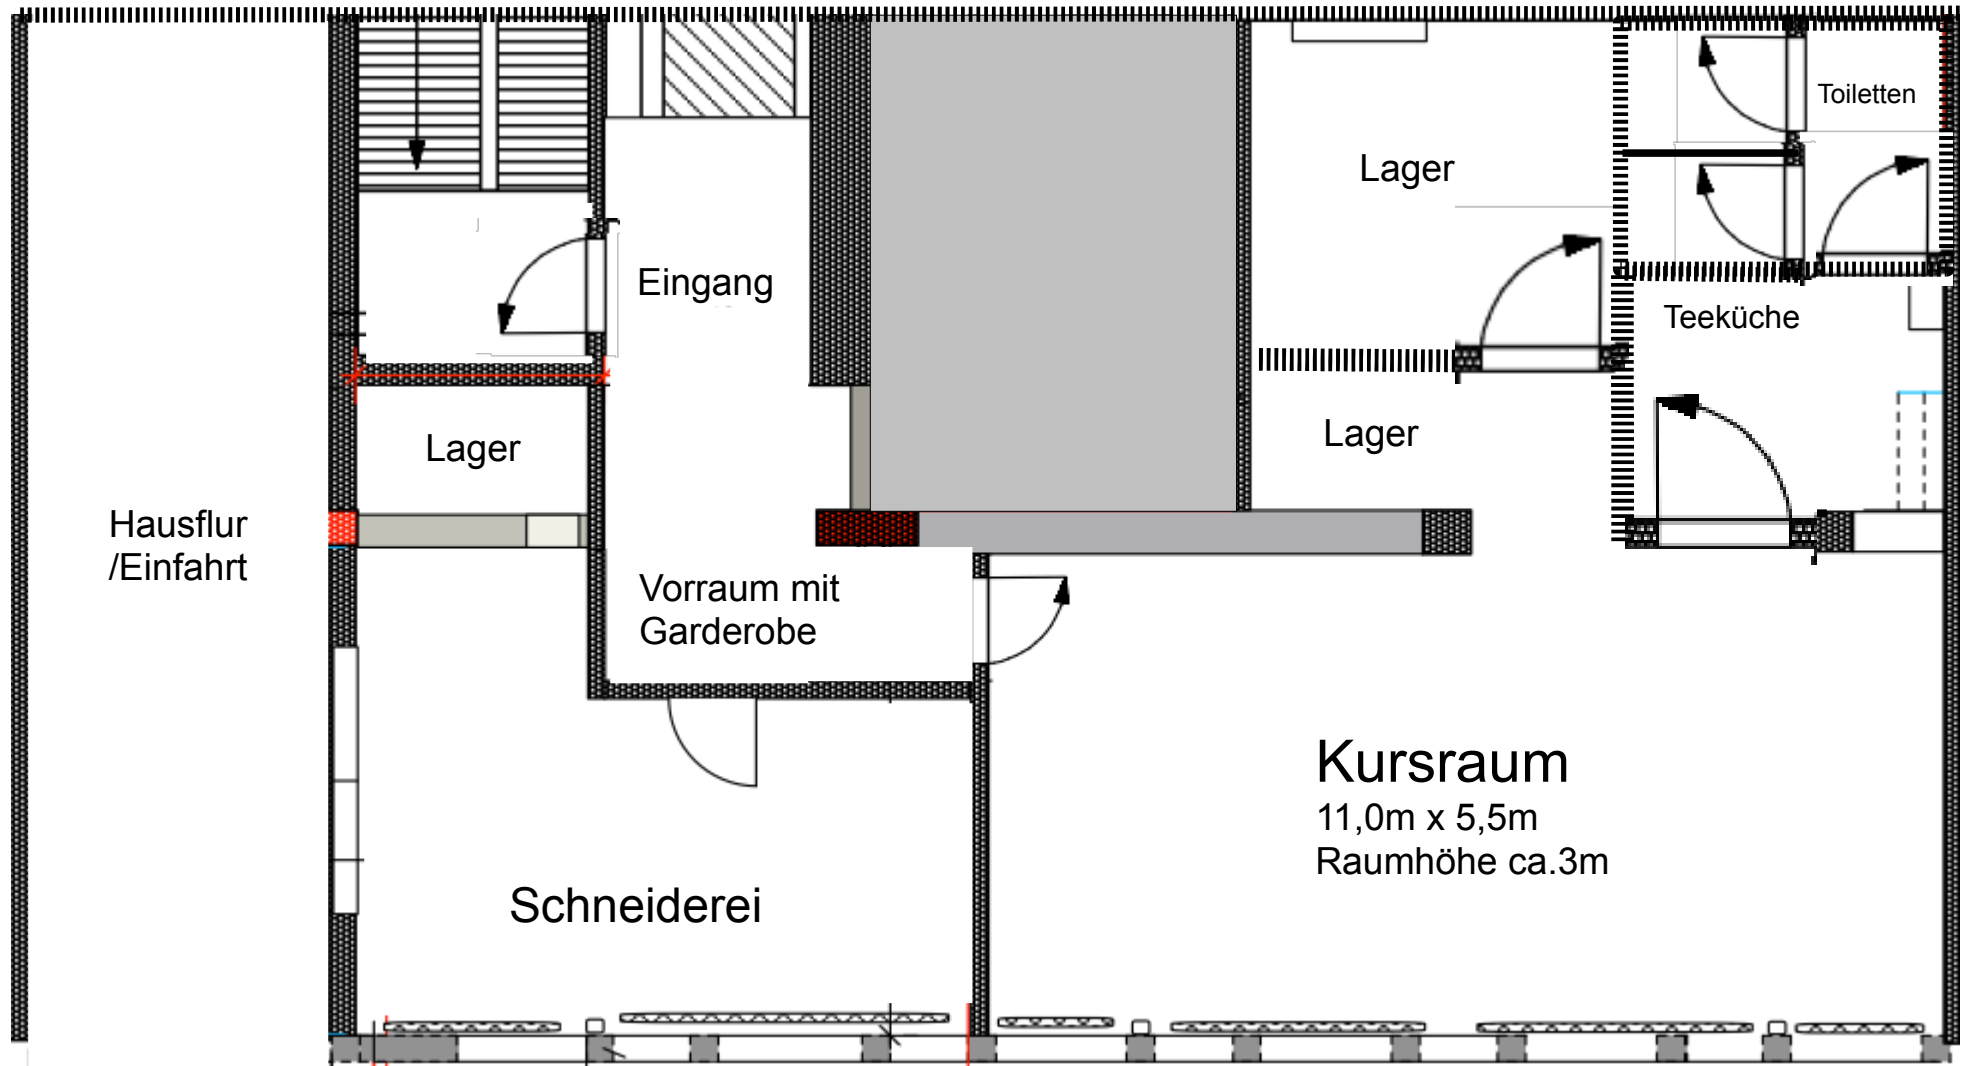 Toiletten
Lager
Eingang
Teeküche
Lager
Lager
Hausflur
/Einfahrt
Vorraum mit
Garderobe
Kursraum
11,0m x 5,5m
Raumhöhe ca.3m
Schneiderei